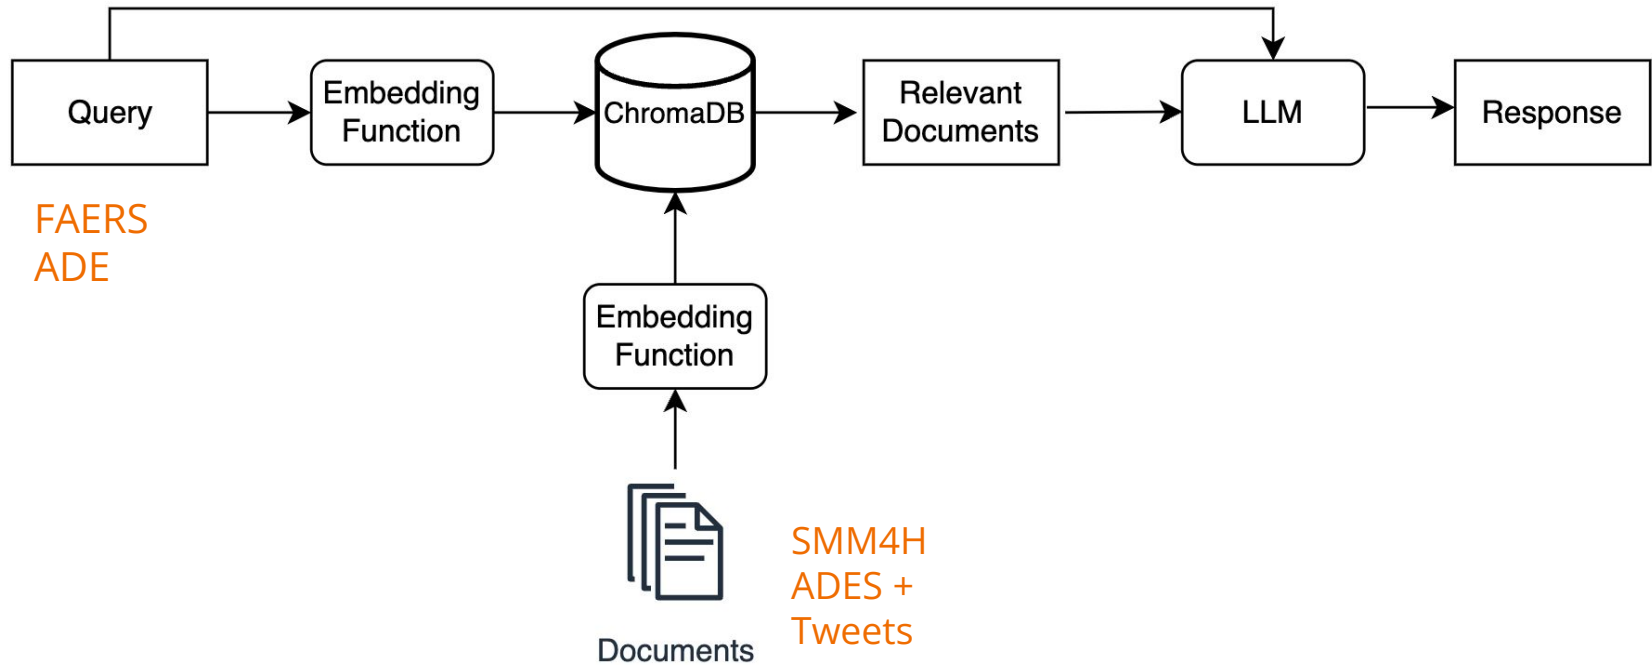 Query
Embedding
Function
ChromaDB
Relevant
Documents
LLM
Response
FAERS
ADE
Embedding
Function
SMM4H
ADES +
Tweets
Documents